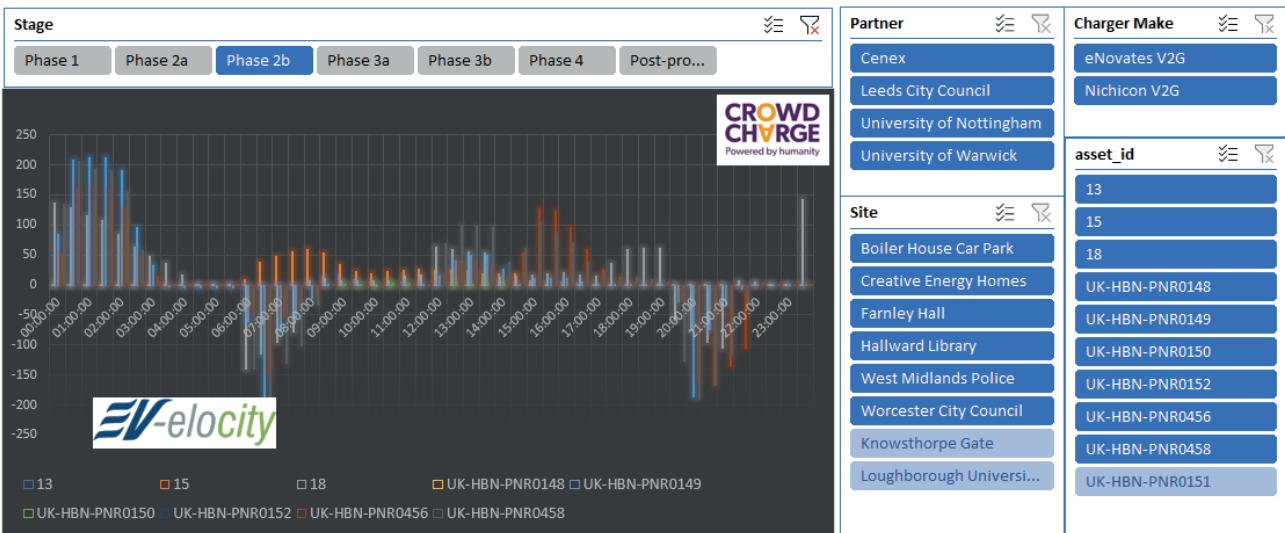 Stage
Phase 1
Phase 2a
Phase 2b
Phase 3a
Phase 3b
Phase 4
Post-pro...
CROWD
CHARGE
Powered by humanity
250
200
150
100
50
0
-50
-100
-150
-200
-250
00:00:00
01:00:00
02:00:00
03:00:00
04:00:00
05:00:00
06:00:00
07:00:00
08:00:00
09:00:00
10:00:00
11:00:00
12:00:00
13:00:00
14:00:00
15:00:00
16:00:00
17:00:00
18:00:00
19:00:00
20:00:00
21:00:00
22:00:00
23:00:00
EV-elocity
13
15
18
UK-HBN-PNR0148
UK-HBN-PNR0149
UK-HBN-PNR0150
UK-HBN-PNR0152
UK-HBN-PNR0456
UK-HBN-PNR0458
Partner
Cenex
Leeds City Council
University of Nottingham
University of Warwick
Site
Boiler House Car Park
Creative Energy Homes
Farnley Hall
Hallward Library
West Midlands Police
Worcester City Council
Knowsthorpe Gate
Loughborough Universi...
Charger Make
eNovates V2G
Nichicon V2G
asset_id
13
15
18
UK-HBN-PNR0148
UK-HBN-PNR0149
UK-HBN-PNR0150
UK-HBN-PNR0152
UK-HBN-PNR0456
UK-HBN-PNR0458
UK-HBN-PNR0151